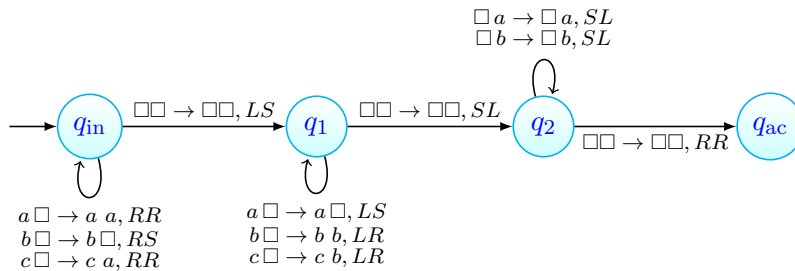 □ a → □ a, SL
□ b → □ b, SL
□□ → □□, LS
□□ → □□, SL
q_in
q_1
q_2
q_ac
□□ → □□, RR
a □ → a a, RR
b □ → b □, RS
c □ → c a, RR
a □ → a □, LS
b □ → b b, LR
c □ → c b, LR